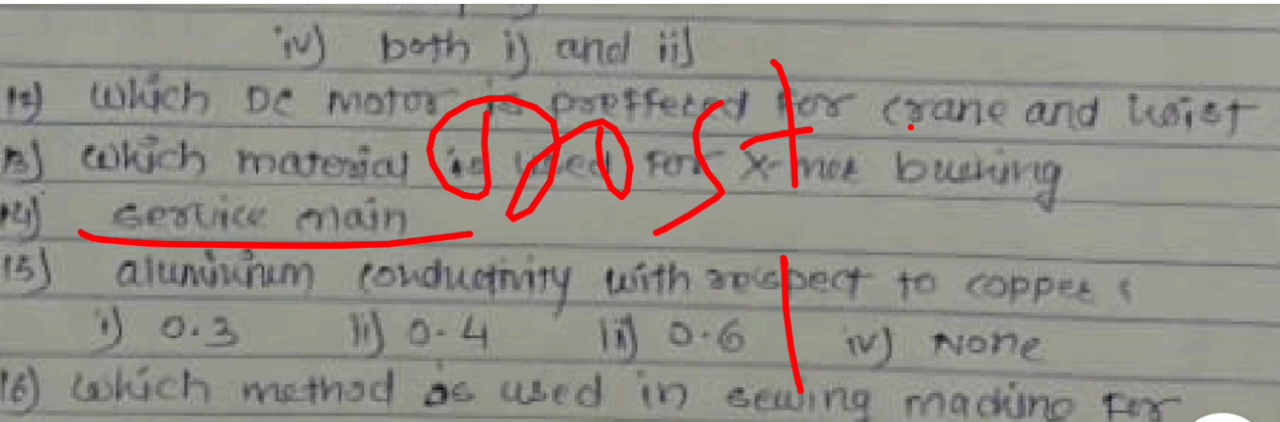 iv) both i) and ii)
12) which DC motor is preffered for crane and hoist
13) which material is used for X-mer bushing
14) service main
15) aluminium conductivity with respect to copper
i) 0.3 ii) 0.4 iii) 0.6 iv) None
16) which method is used in sewing machine for